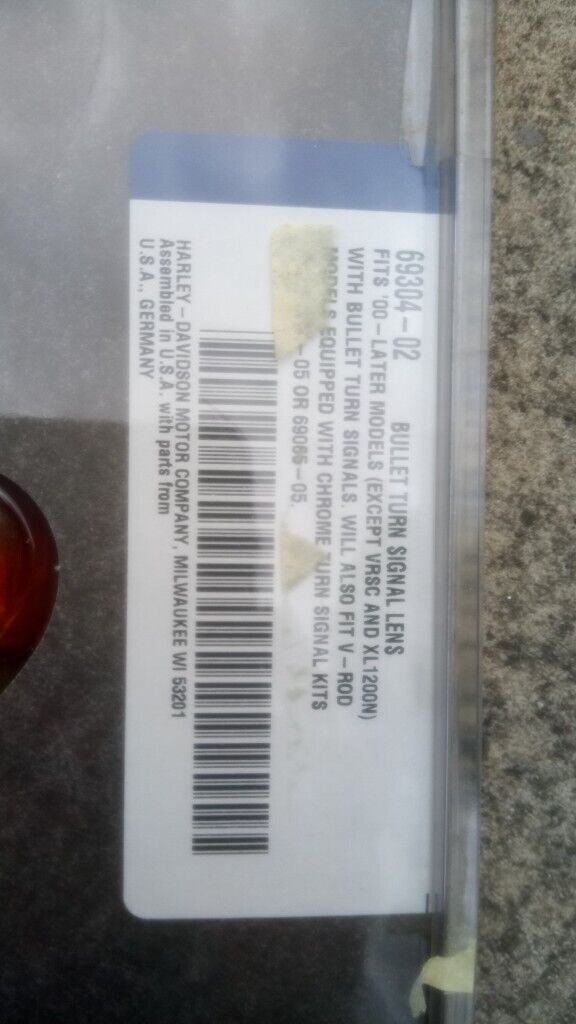 69304-02 BULLET TURN SIGNAL LENS
FITS '00-LATER MODELS (EXCEPT VRSC AND XL1200N)
WITH BULLET TURN SIGNALS. WILL ALSO FIT V-ROD
MODELS EQUIPPED WITH CHROME TURN SIGNAL KITS
-05 OR 69066-05.
HARLEY-DAVIDSON MOTOR COMPANY, MILWAUKEE WI 53201
Assembled in U.S.A. with parts from
U.S.A., GERMANY